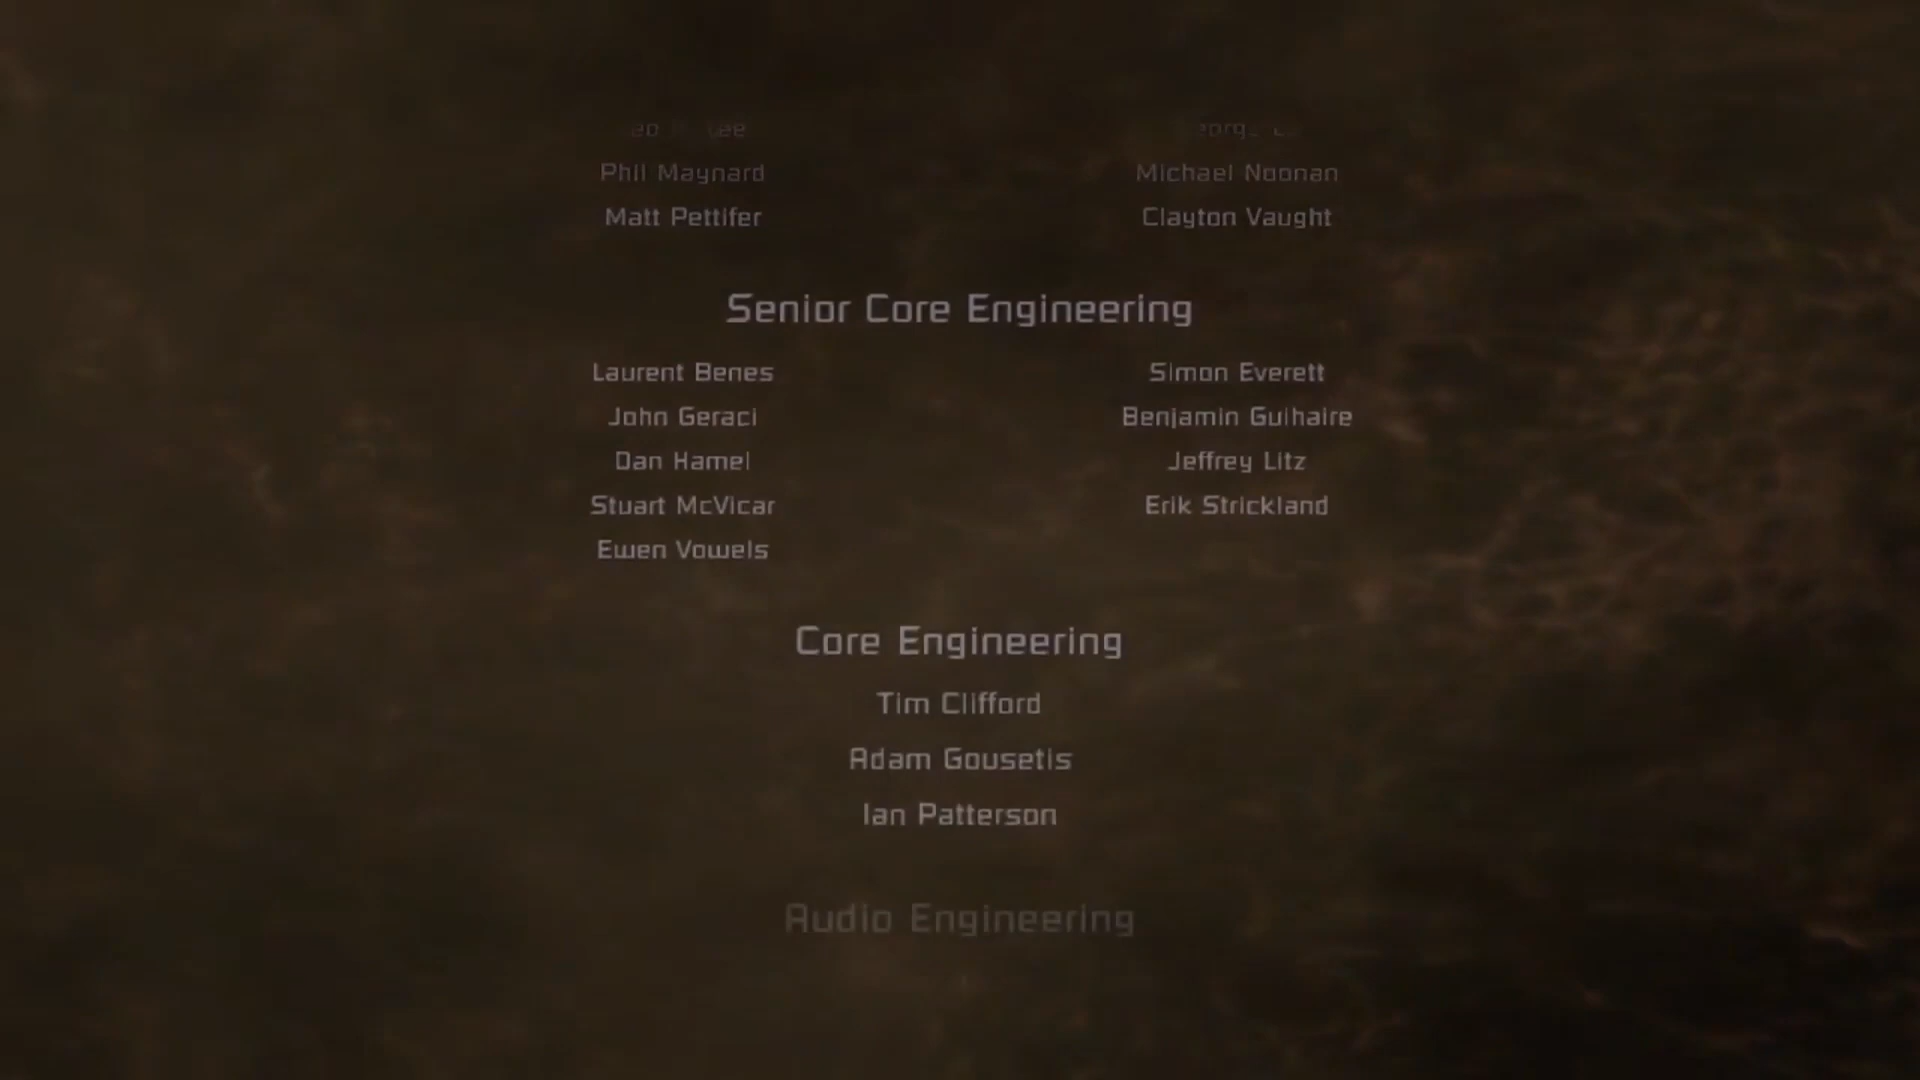 Phil Maynard Michael Noonan
Matt Pettifer Clayton Vaught
Senior Core Engineering
Laurent Benes Simon Everett
John Geraci Benjamin Guihaire
Dan Hamel Jeffrey Litz
Stuart McVicar Erik Strickland
Ewen Vowels
Core Engineering
Tim Clifford
Adam Gousetis
Ian Patterson
Audio Engineering